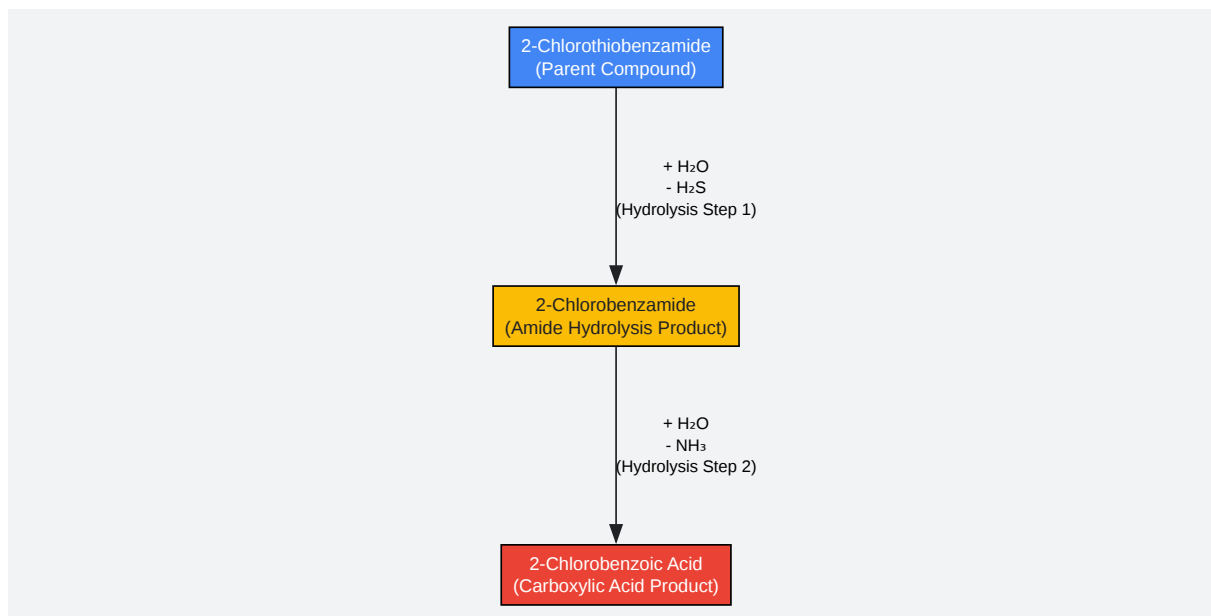 2-Chlorothiobenzamide
(Parent Compound)
+ H₂O
- H₂S
(Hydrolysis Step 1)
2-Chlorobenzamide
(Amide Hydrolysis Product)
+ H₂O
- NH₃
(Hydrolysis Step 2)
2-Chlorobenzoic Acid
(Carboxylic Acid Product)